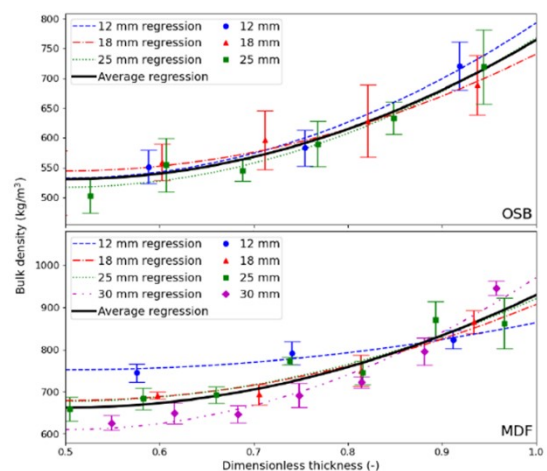 800
750
700
650
600
550
500
12 mm regression
18 mm regression
25 mm regression
Average regression
12 mm
18 mm
25 mm
OSB
Bulk density (kg/m³)
1000
900
800
700
600
12 mm regression
18 mm regression
25 mm regression
30 mm regression
Average regression
12 mm
18 mm
25 mm
30 mm
MDF
0.5
0.6
0.7
0.8
0.9
1.0
Dimensionless thickness (-)